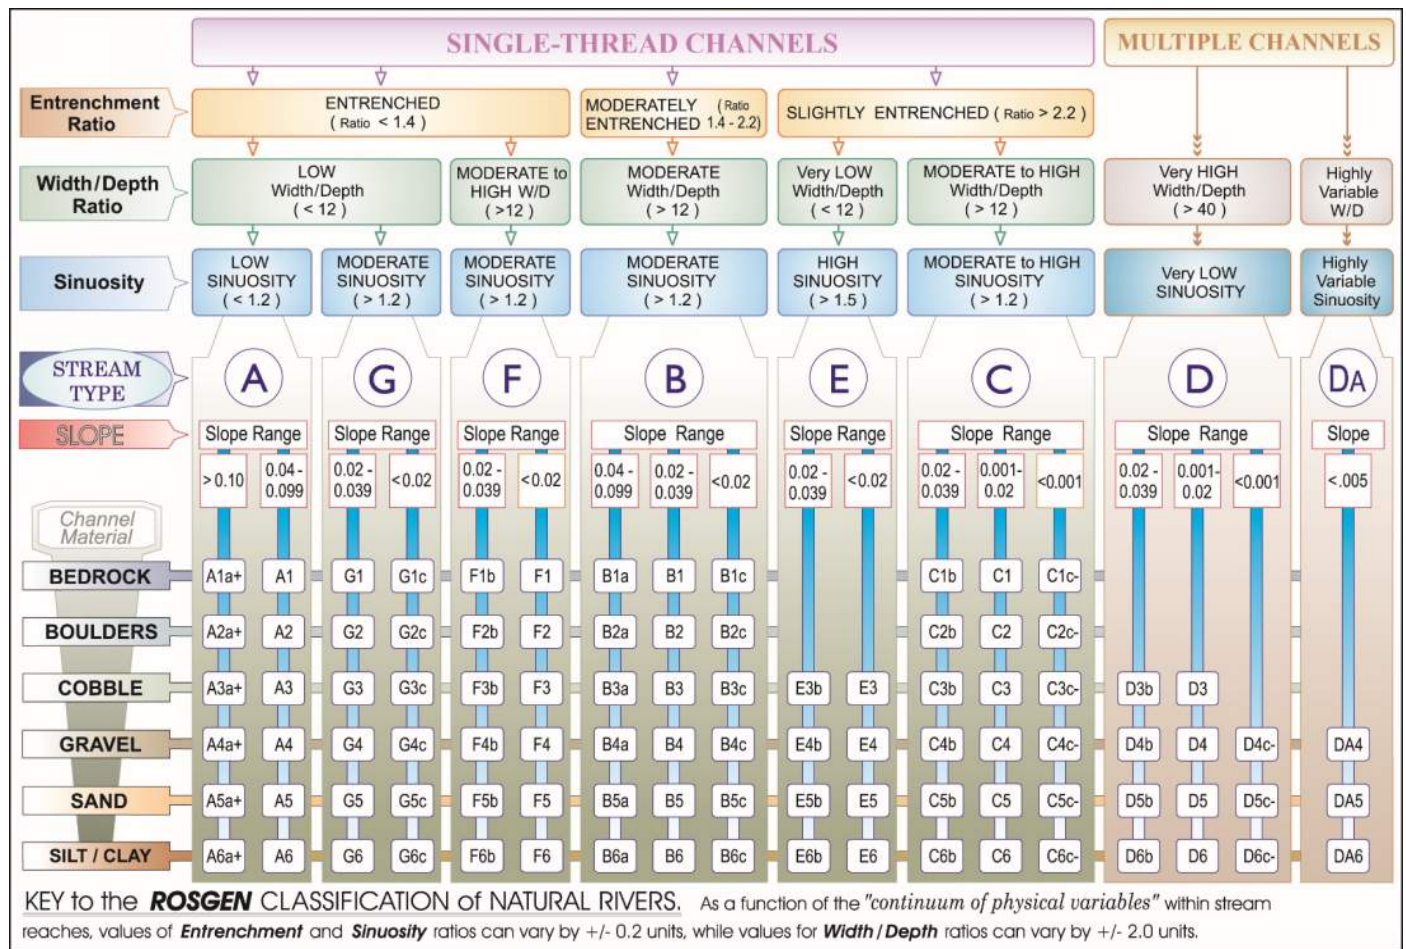 SINGLE-THREAD CHANNELS MULTIPLE CHANNELS
Entrenchment Ratio
ENTRENCHED
( Ratio < 1.4 )
MODERATELY ( Ratio
ENTRENCHED 1.4 - 2.2)
SLIGHTLY ENTRENCHED ( Ratio > 2.2 )
Width/Depth Ratio
LOW
Width/Depth
( < 12 )
MODERATE to
HIGH W/D
( >12 )
MODERATE
Width/Depth
( > 12 )
Very LOW
Width/Depth
( < 12 )
MODERATE to HIGH
Width/Depth
( > 12 )
Very HIGH
Width/Depth
( > 40 )
Highly
Variable
W/D
Sinuosity
LOW
SINUOSITY
( < 1.2 )
MODERATE
SINUOSITY
( > 1.2 )
MODERATE
SINUOSITY
( > 1.2 )
MODERATE
SINUOSITY
( > 1.2 )
HIGH
SINUOSITY
( > 1.5 )
MODERATE to HIGH
SINUOSITY
( > 1.2 )
Very LOW
SINUOSITY
Highly
Variable
Sinuosity
STREAM
TYPE
A G F B E C D DA
SLOPE
Slope Range Slope Range Slope Range Slope Range Slope Range Slope Range Slope Range Slope
> 0.10 0.04 - 0.099 0.02 - 0.039 <0.02 0.02 - 0.039 <0.02 0.04 - 0.099 0.02 - 0.039 <0.02 0.02 - 0.039 <0.02 0.02 - 0.039 0.001- 0.02 <0.001 0.02 - 0.039 0.001- 0.02 <0.001 <.005
Channel
Material
BEDROCK A1a+ A1 G1 G1c F1b F1 B1a B1 B1c C1b C1 C1c-
BOULDERS A2a+ A2 G2 G2c F2b F2 B2a B2 B2c C2b C2 C2c-
COBBLE A3a+ A3 G3 G3c F3b F3 B3a B3 B3c E3b E3 C3b C3 C3c- D3b D3
GRAVEL A4a+ A4 G4 G4c F4b F4 B4a B4 B4c E4b E4 C4b C4 C4c- D4b D4 D4c- DA4
SAND A5a+ A5 G5 G5c F5b F5 B5a B5 B5c E5b E5 C5b C5 C5c- D5b D5 D5c- DA5
SILT / CLAY A6a+ A6 G6 G6c F6b F6 B6a B6 B6c E6b E6 C6b C6 C6c- D6b D6 D6c- DA6
KEY to the ROSGEN CLASSIFICATION of NATURAL RIVERS. As a function of the "continuum of physical variables" within stream
reaches, values of Entrenchment and Sinuosity ratios can vary by +/- 0.2 units, while values for Width / Depth ratios can vary by +/- 2.0 units.